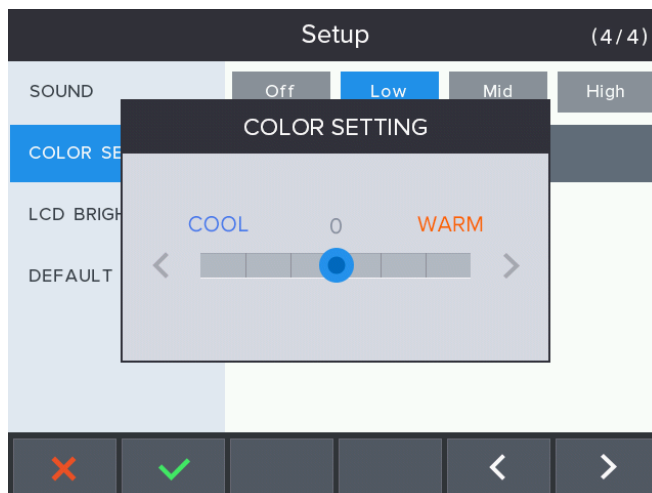 Setup (4/4)
SOUND Off Low Mid High
COLOR SETTING
COLOR SE
COOL 0 WARM
LCD BRIGH
DEFAULT